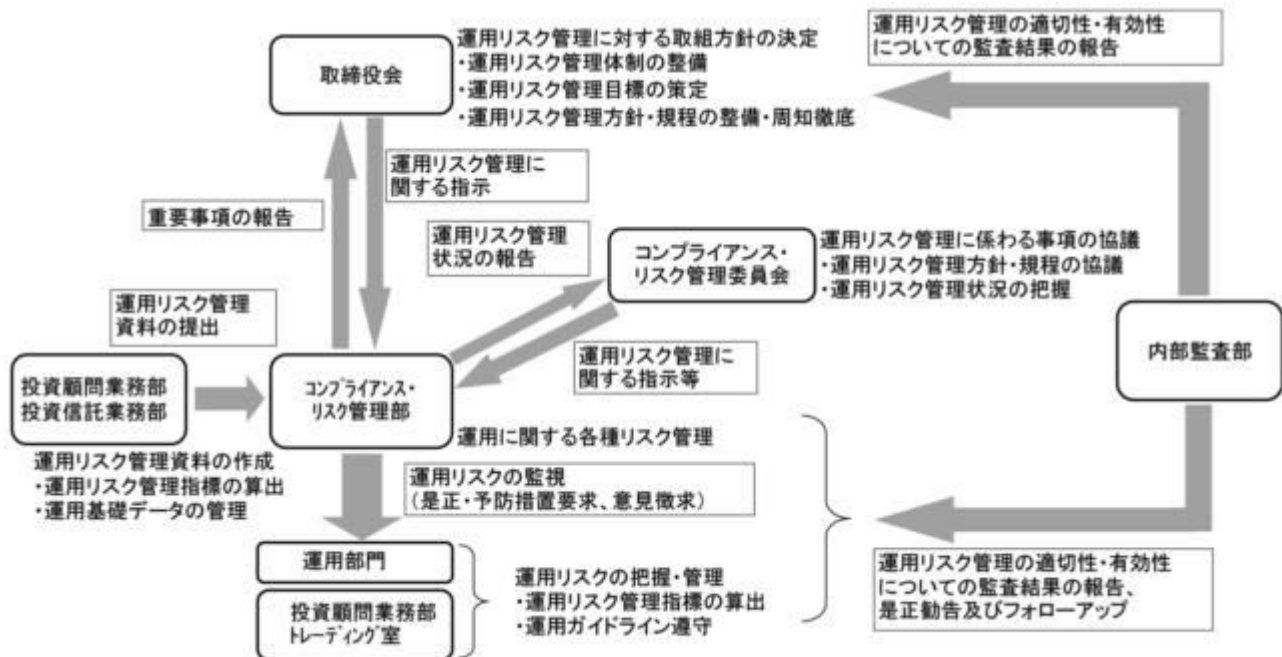 取締役会
運用リスク管理に対する取組方針の決定
・運用リスク管理体制の整備
・運用リスク管理目標の策定
・運用リスク管理方針・規程の整備・周知徹底
運用リスク管理の適切性・有効性
についての監査結果の報告
運用リスク管理に
関する指示
重要事項の報告
運用リスク管理
状況の報告
コンプライアンス・
リスク管理委員会
運用リスク管理に係わる事項の協議
・運用リスク管理方針・規程の協議
・運用リスク管理状況の把握
運用リスク管理
資料の提出
運用リスク管理に
関する指示等
内部監査部
投資顧問業務部
投資信託業務部
コンプライアンス・
リスク管理部
運用に関する各種リスク管理
運用リスク管理資料の作成
・運用リスク管理指標の算出
・運用基礎データの管理
運用リスクの監視
(是正・予防措置要求、意見徴求)
運用部門
投資顧問業務部
トレーディング室
運用リスクの把握・管理
・運用リスク管理指標の算出
・運用ガイドライン遵守
運用リスク管理の適切性・有効性
についての監査結果の報告、
是正勧告及びフォローアップ